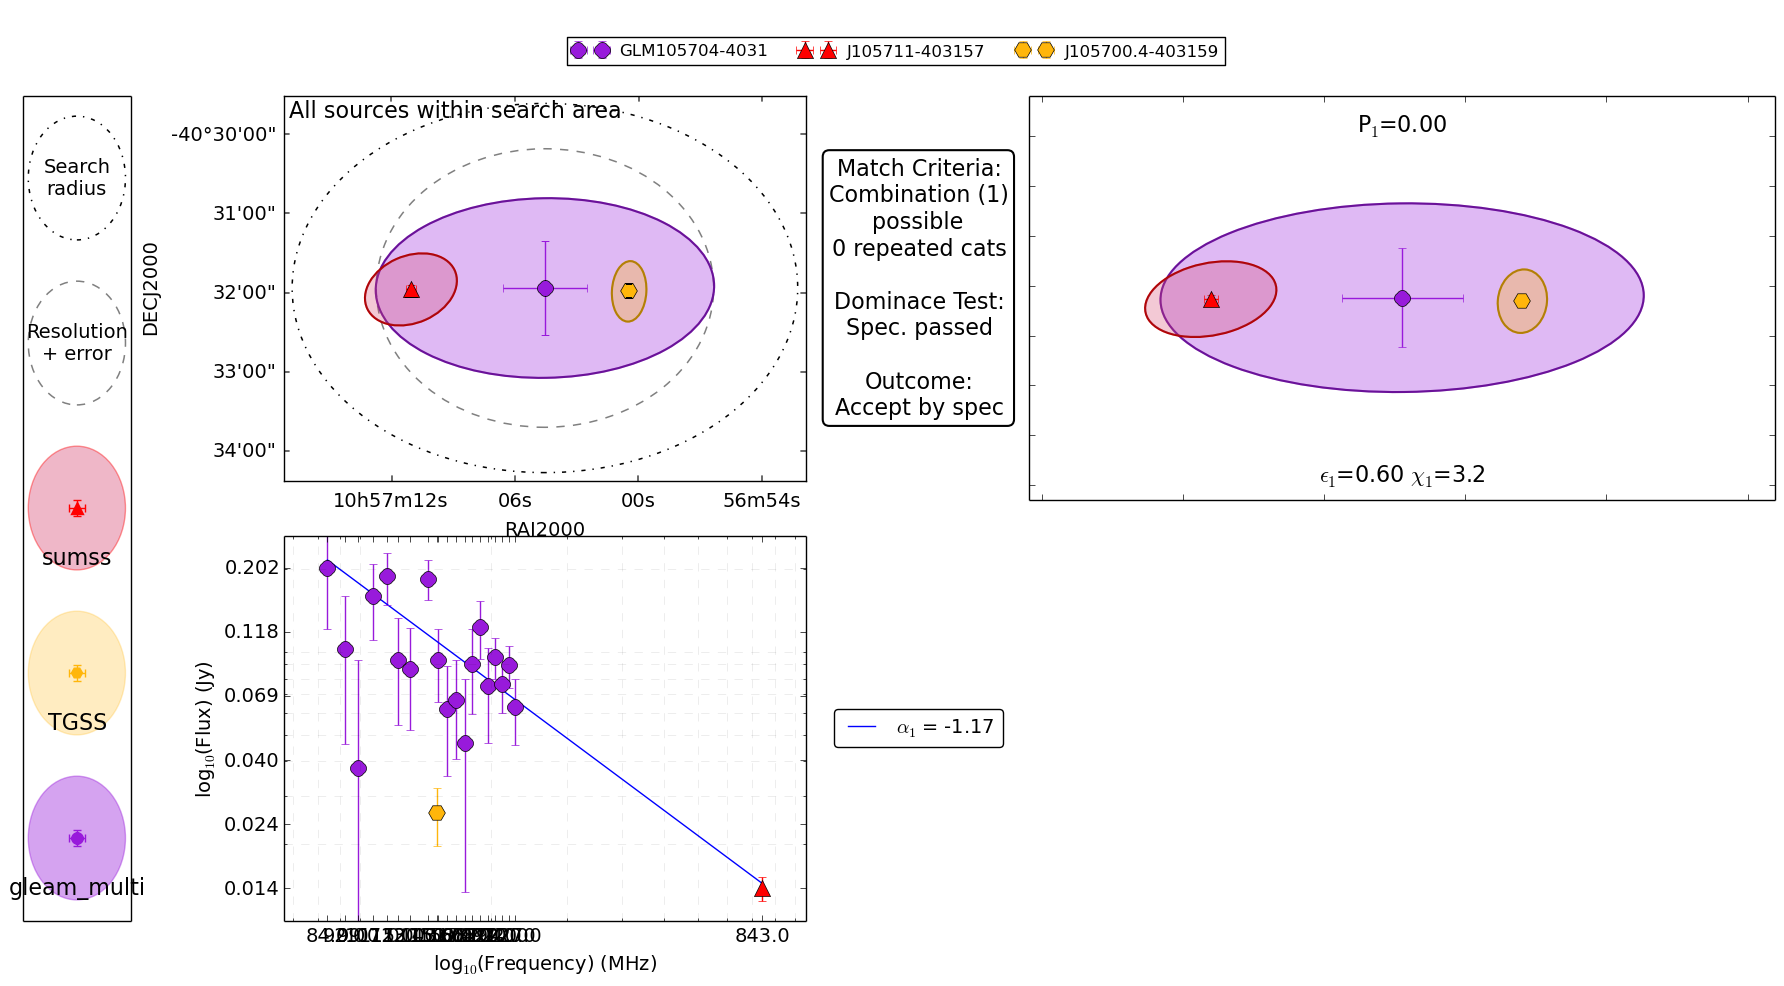 GLM105704-4031 J105711-403157 J105700.4-403159
Search
radius
Resolution
+ error
sumss
TGSS
gleam_multi
All sources within search area
DECJ2000
-40°30'00"
31'00"
32'00"
33'00"
34'00"
10h57m12s 06s 00s 56m54s
RAJ2000
Match Criteria:
Combination (1)
possible
0 repeated cats
Dominace Test:
Spec. passed
Outcome:
Accept by spec
P1=0.00
ϵ1=0.60 χ1=3.2
log10(Flux) (Jy)
0.202
0.118
0.069
0.040
0.024
0.014
843.0
log10(Frequency) (MHz)
α1 = -1.17